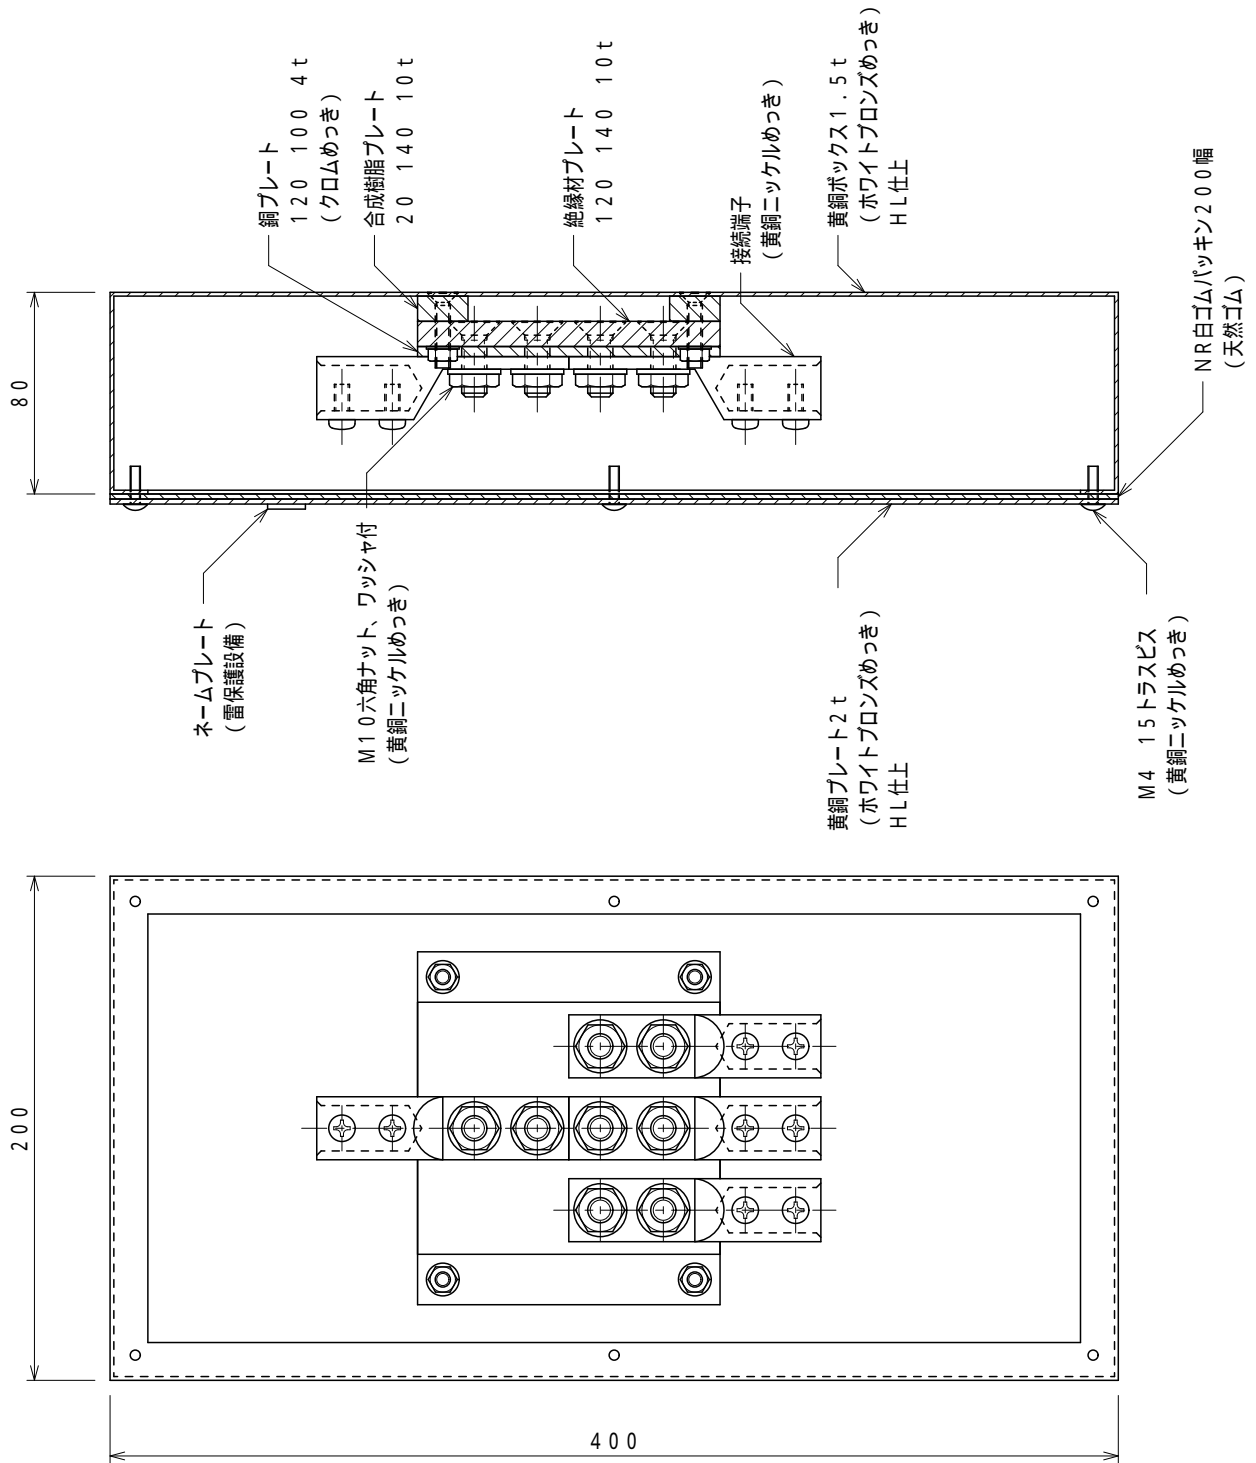 80
銅プレート
120 100 4t
(クロムめっき)
合成樹脂プレート
20 140 10t
絶縁材プレート
120 140 10t
接続端子
(黄銅ニッケルめっき)
黄銅ボックス1.5t
(ホワイトブロンズめっき)
HL仕上
NR白ゴムパッキン200幅
(天然ゴム)
ネームプレート
(雷保護設備)
M10六角ナット、ワッシャ付
(黄銅ニッケルめっき)
黄銅プレート2t
(ホワイトブロンズめっき)
HL仕上
M4 15トラスビス
(黄銅ニッケルめっき)
200
400